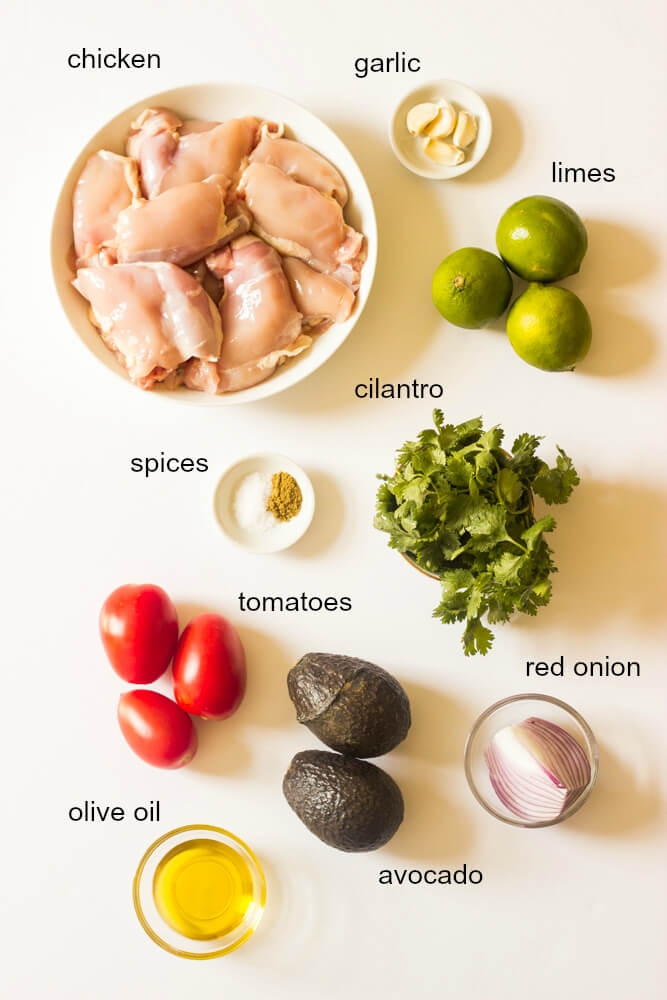 chicken
garlic
limes
cilantro
spices
tomatoes
red onion
olive oil
avocado